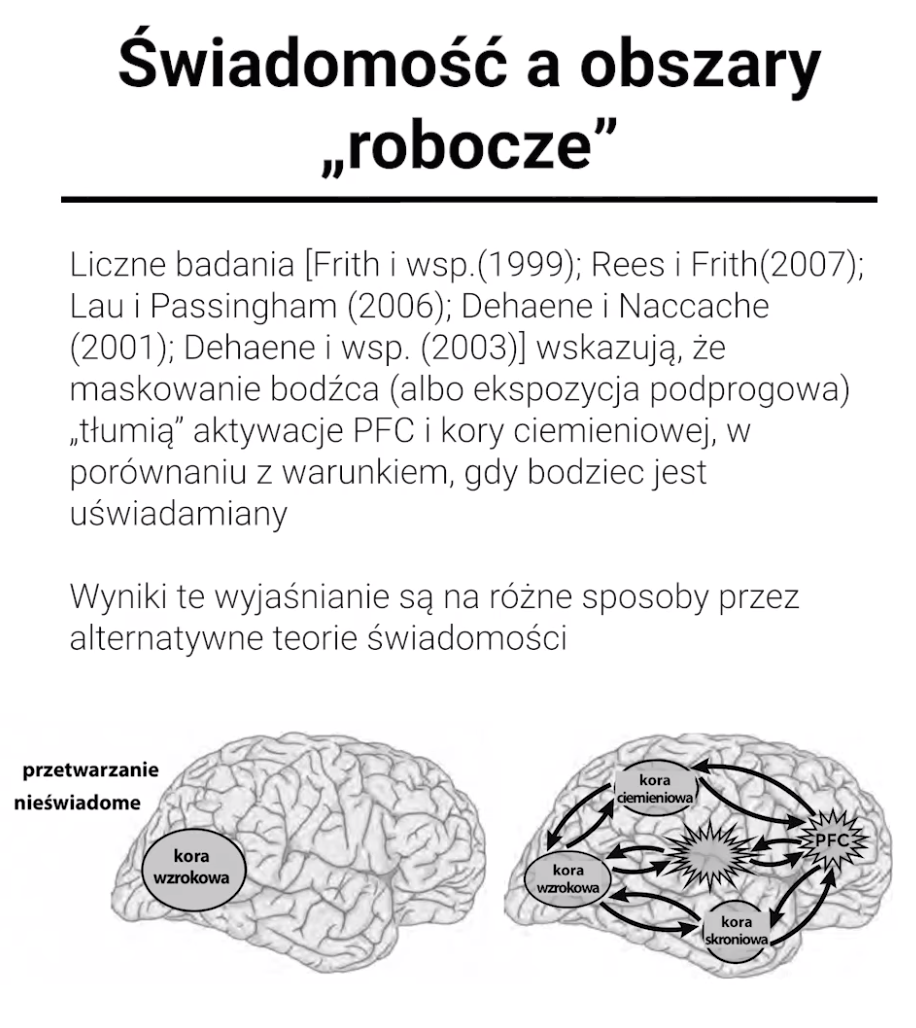 Świadomość a obszary
„robocze”
Liczne badania [Frith i wsp.(1999); Rees i Frith(2007);
Lau i Passingham (2006); Dehaene i Naccache
(2001); Dehaene i wsp. (2003)] wskazują, że
maskowanie bodźca (albo ekspozycja podprogowa)
„tłumią” aktywacje PFC i kory ciemieniowej, w
porównaniu z warunkiem, gdy bodziec jest
uświadamiany
Wyniki te wyjaśnianie są na różne sposoby przez
alternatywne teorie świadomości
przetwarzanie
nieświadome
kora
wzrokowa
kora
ciemieniowa
PFC
kora
wzrokowa
kora
skroniowa